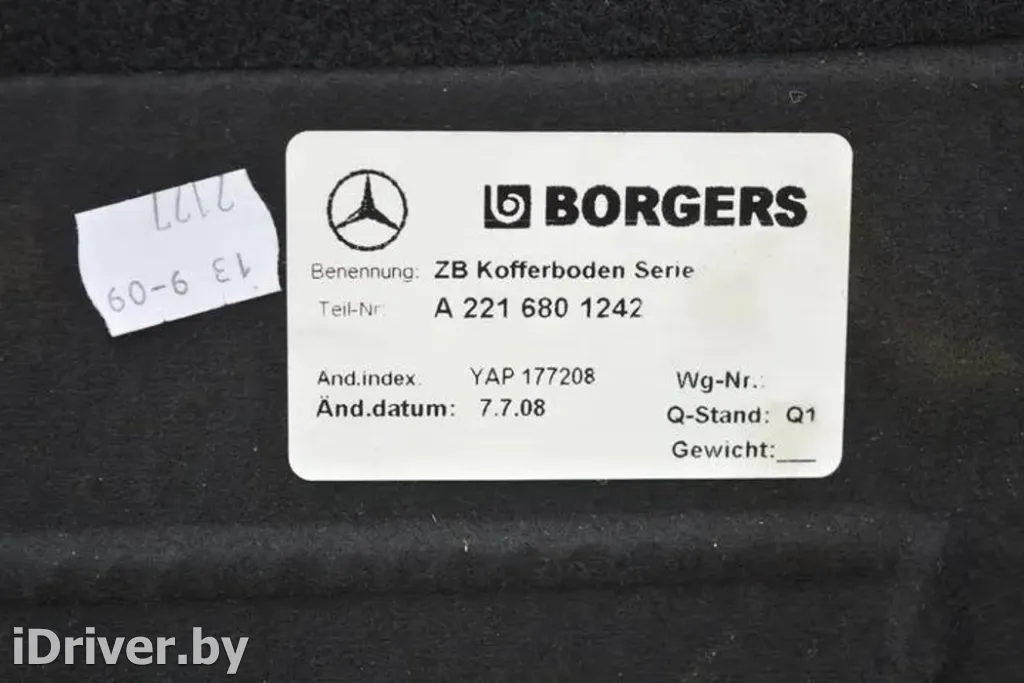 BORGERS
Benennung: ZB Kofferboden Serie
Teil-Nr: A 221 680 1242
And.index. YAP 177208
Wg-Nr.:
Änd.datum: 7.7.08
Q-Stand: Q1
Gewicht:___
7177
13 9-09
iDriver.by